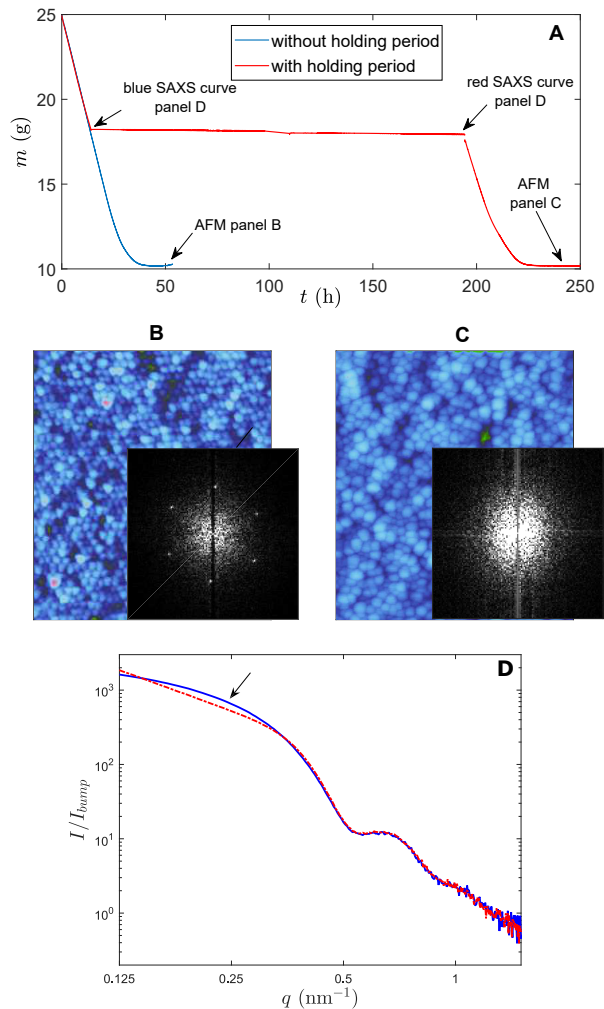 A
without holding period
with holding period
blue SAXS curve
panel D
red SAXS curve
panel D
AFM panel B
AFM
panel C
m (g)
25
20
15
10
0
50
100
150
200
250
t (h)
B
C
D
I/I_bump
10³
10²
10¹
10⁰
0.125
0.25
0.5
1
q (nm⁻¹)